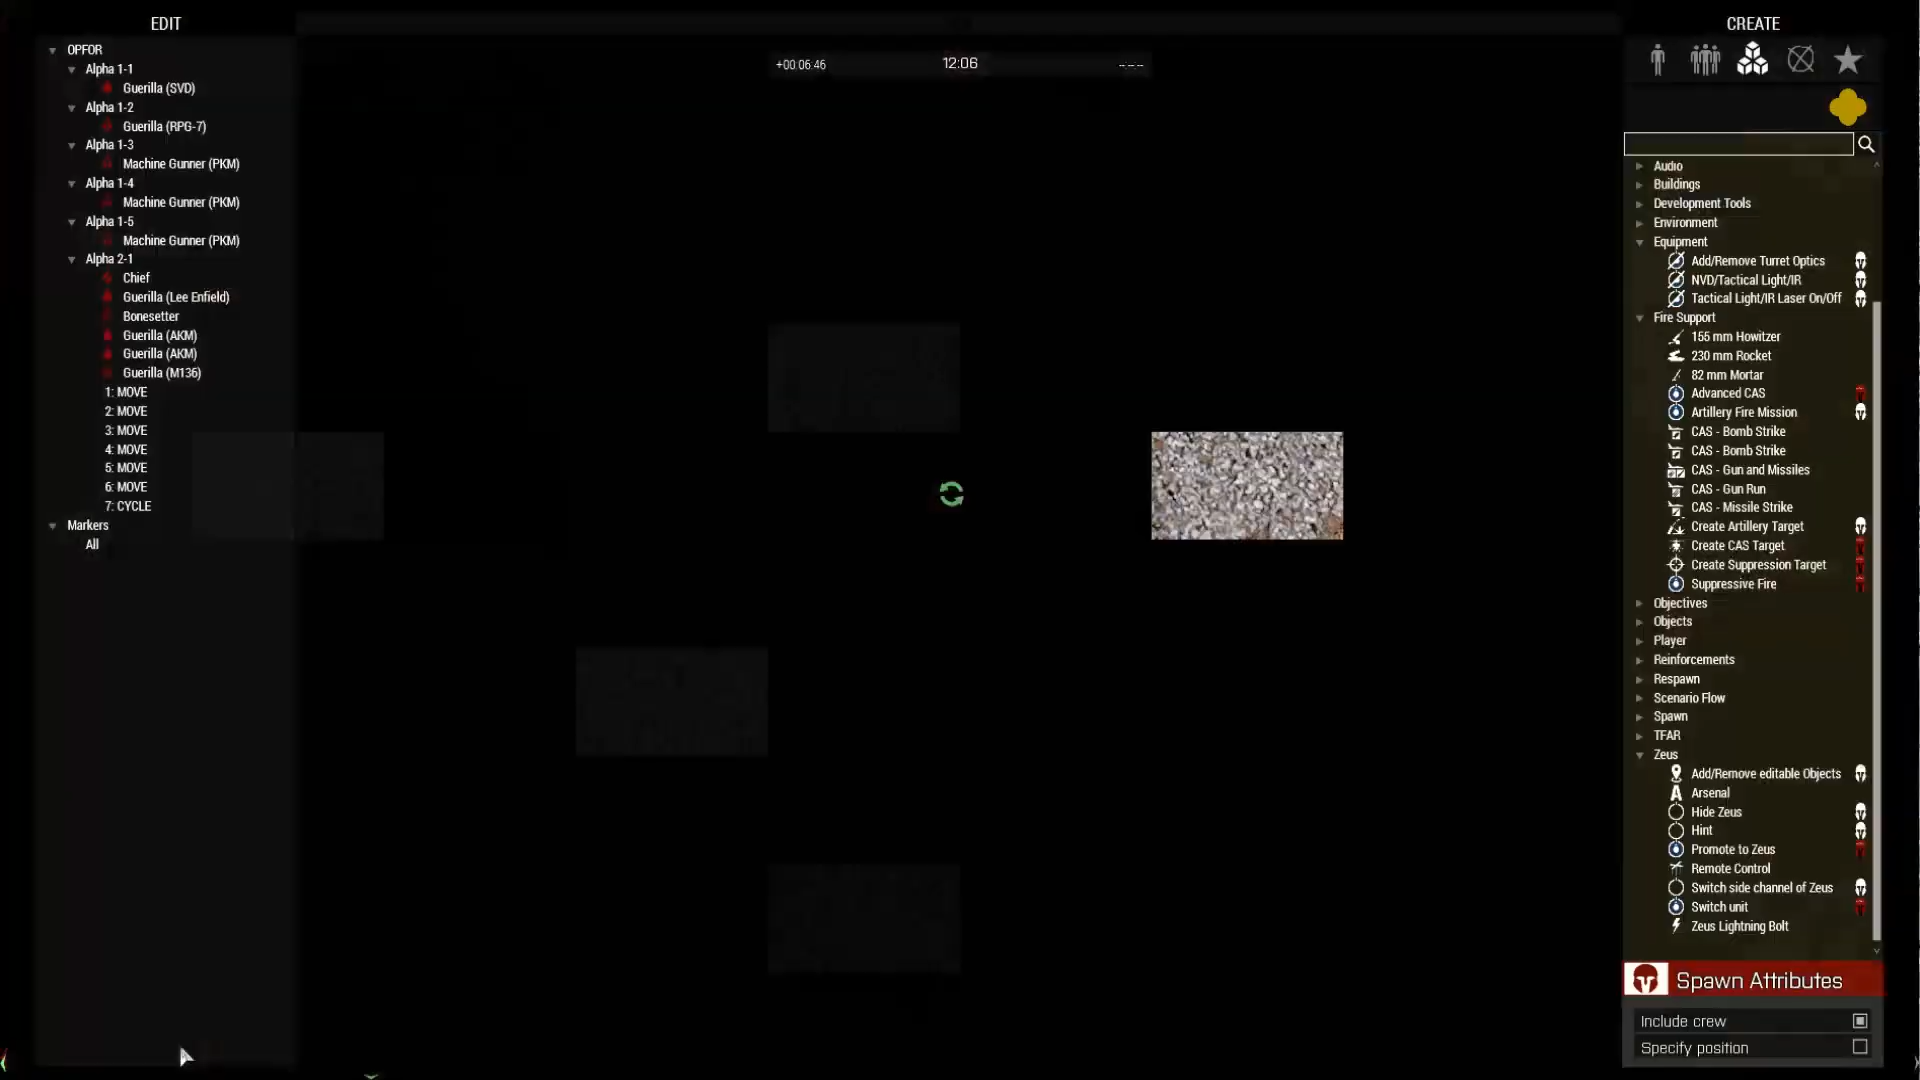 EDIT
OPFOR
Alpha 1-1
Guerilla (SVD)
Alpha 1-2
Guerilla (RPG-7)
Alpha 1-3
Machine Gunner (PKM)
Alpha 1-4
Machine Gunner (PKM)
Alpha 1-5
Machine Gunner (PKM)
Alpha 2-1
Chief
Guerilla (Lee Enfield)
Bonesetter
Guerilla (AKM)
Guerilla (AKM)
Guerilla (M136)
1: MOVE
2: MOVE
3: MOVE
4: MOVE
5: MOVE
6: MOVE
7: CYCLE
Markers
All
+00:06:46
12:06
---
CREATE
Audio
Buildings
Development Tools
Environment
Equipment
Add/Remove Turret Optics
NVD/Tactical Light/IR
Tactical Light/IR Laser On/Off
Fire Support
155 mm Howitzer
230 mm Rocket
82 mm Mortar
Advanced CAS
Artillery Fire Mission
CAS - Bomb Strike
CAS - Bomb Strike
CAS - Gun and Missiles
CAS - Gun Run
CAS - Missile Strike
Create Artillery Target
Create CAS Target
Create Suppression Target
Suppressive Fire
Objectives
Objects
Player
Reinforcements
Respawn
Scenario Flow
Spawn
TFAR
Zeus
Add/Remove editable Objects
Arsenal
Hide Zeus
Hint
Promote to Zeus
Remote Control
Switch side channel of Zeus
Switch unit
Zeus Lightning Bolt
Spawn Attributes
Include crew
Specify position